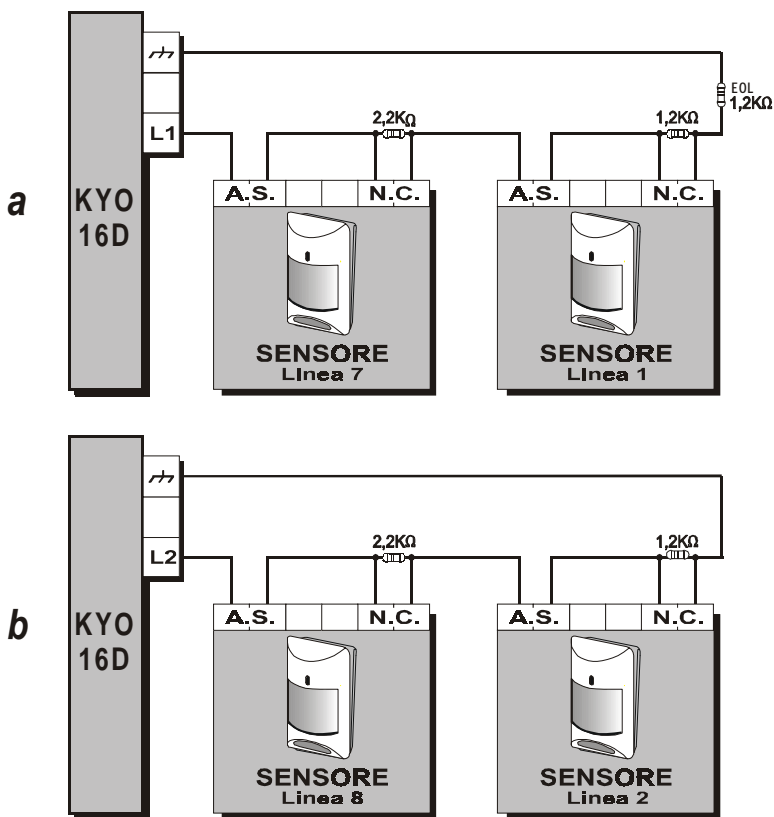 EOL
1,2KΩ
2,2KΩ
1,2KΩ
L1
A.S.
N.C.
A.S.
N.C.
a
KYO
16D
SENSORE
Linea 7
SENSORE
Linea 1
2,2KΩ
1,2KΩ
L2
A.S.
N.C.
A.S.
N.C.
b
KYO
16D
SENSORE
Linea 8
SENSORE
Linea 2